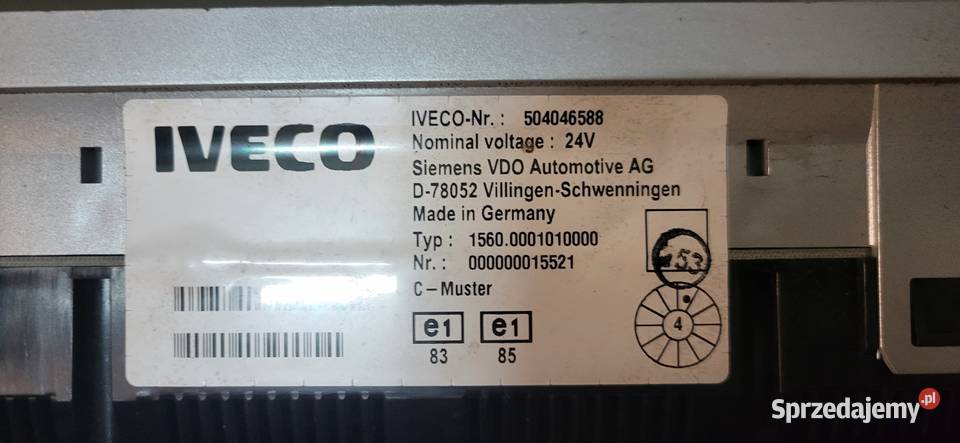 IVECO
IVECO-Nr. : 504046588
Nominal voltage : 24V
Siemens VDO Automotive AG
D-78052 Villingen-Schwenningen
Made in Germany
Typ : 1560.0001010000
Nr. : 000000015521
C-Muster
e1 e1
83 85
53
4
Sprzedajemy.pl